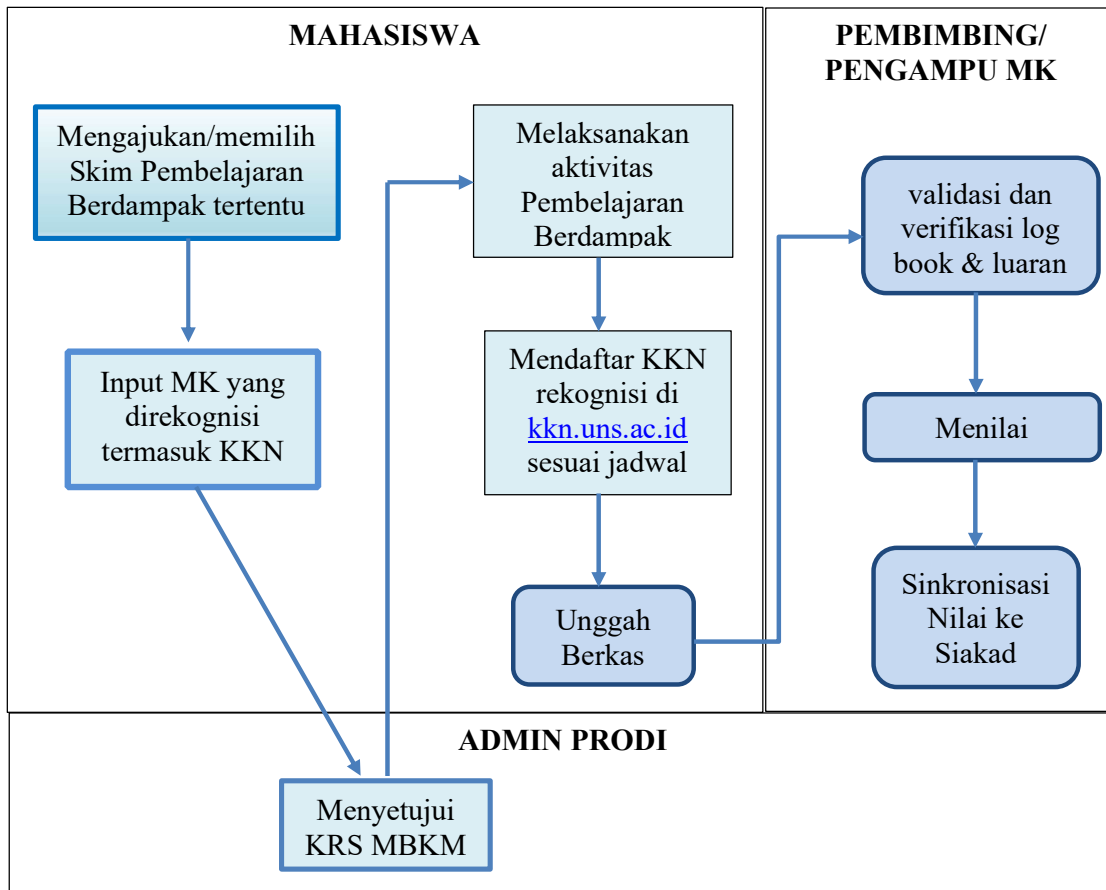 MAHASISWA
Mengajukan/memilih
Skim Pembelajaran
Berdampak tertentu
Input MK yang
direkognisi
termasuk KKN
Melaksanakan
aktivitas
Pembelajaran
Berdampak
Mendaftar KKN
rekognisi di
kkn.uns.ac.id
sesuai jadwal
Unggah
Berkas
PEMBIMBING/
PENGAMPU MK
validasi dan
verifikasi log
book & luaran
Menilai
Sinkronisasi
Nilai ke
Siakad
ADMIN PRODI
Menyetujui
KRS MBKM